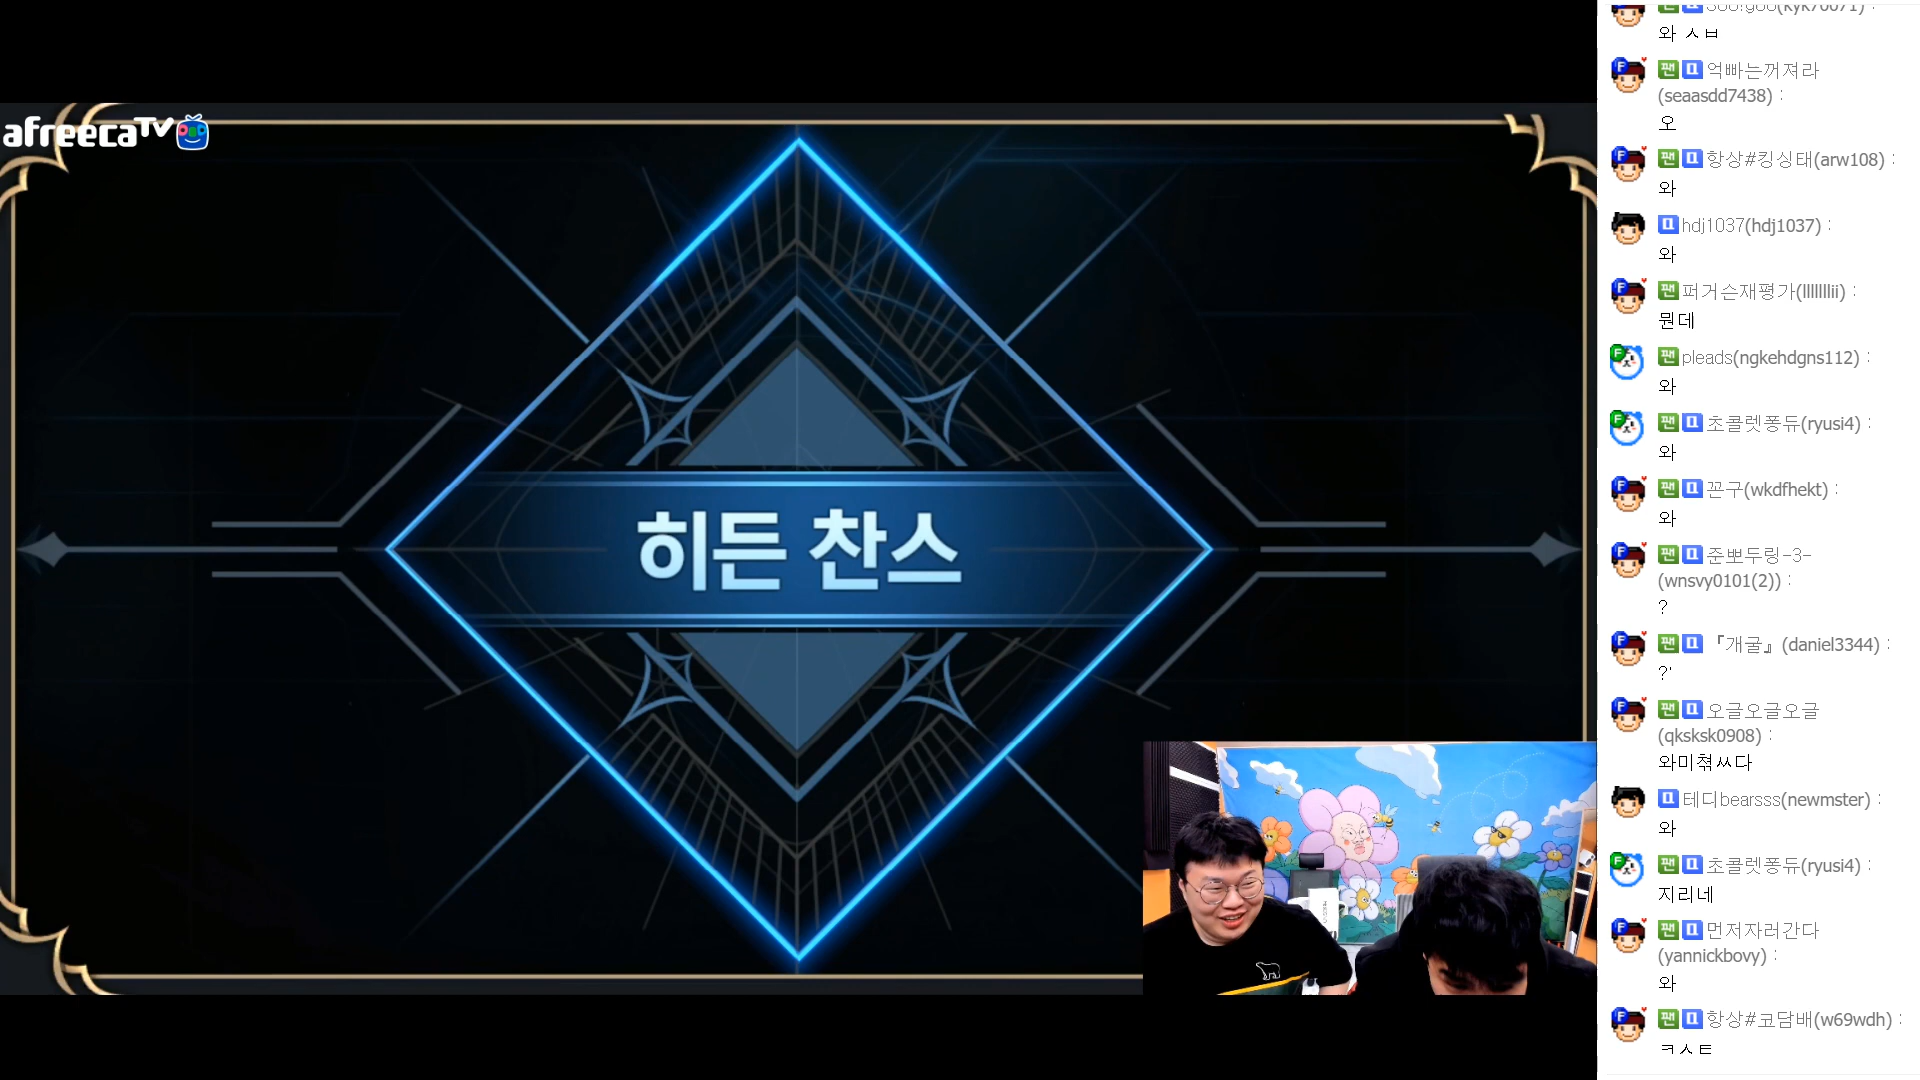 afreecaTV
히든 찬스
와 ㅅㅂ
억빠는꺼져라
(seaasdd7438) :
오
항상#킹싱태(arw108) :
와
hdj1037(hdj1037) :
와
퍼거슨재평가(lllllllii) :
뭔데
pleads(ngkehdgns112) :
와
초콜렛퐁듀(ryusi4) :
와
꼰구(wkdfhekt) :
와
준뽀두링-3-
(wnsvy0101(2)) :
?
『개굴』(daniel3344) :
?'
오글오글오글
(qksksk0908) :
와미쳤ㅆ다
테디bearsss(newmster) :
와
초콜렛퐁듀(ryusi4) :
지리네
먼저자러간다
(yannickbovy) :
와
항상#코담배(w69wdh) :
ㅋㅅㅌ